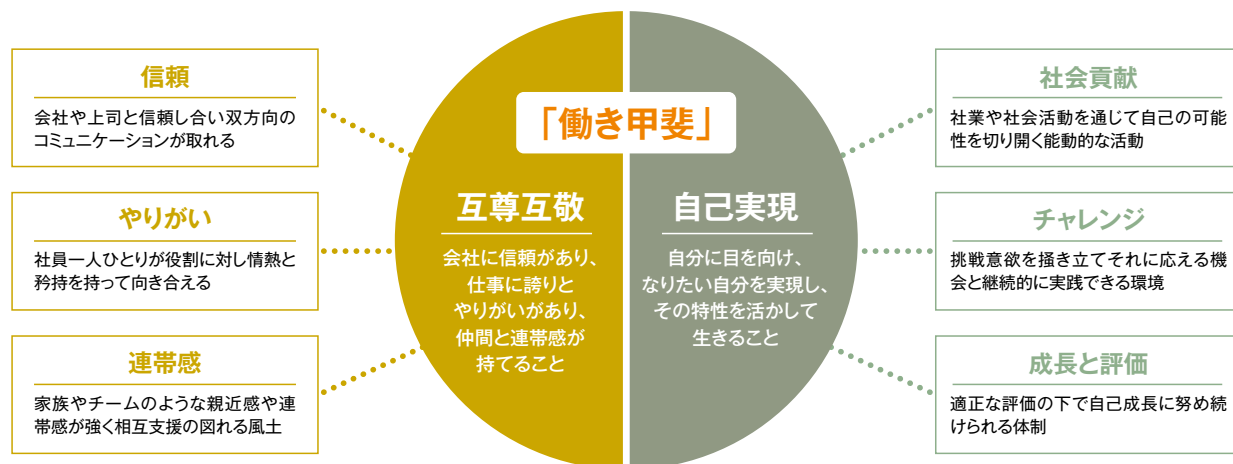 信頼
会社や上司と信頼し合い双方向の
コミュニケーションが取れる
やりがい
社員一人ひとりが役割に対し情熱と
矜持を持って向き合える
連帯感
家族やチームのような親近感や連
帯感が強く相互支援の図れる風土
「働き甲斐」
互尊互敬
会社に信頼があり、
仕事に誇りと
やりがいがあり、
仲間と連帯感が
持てること
自己実現
自分に目を向け、
なりたい自分を実現し、
その特性を活かして
生きること
社会貢献
社業や社会活動を通じて自己の可能
性を切り開く能動的な活動
チャレンジ
挑戦意欲を掻き立てそれに応える機
会と継続的に実践できる環境
成長と評価
適正な評価の下で自己成長に努め続
けられる体制